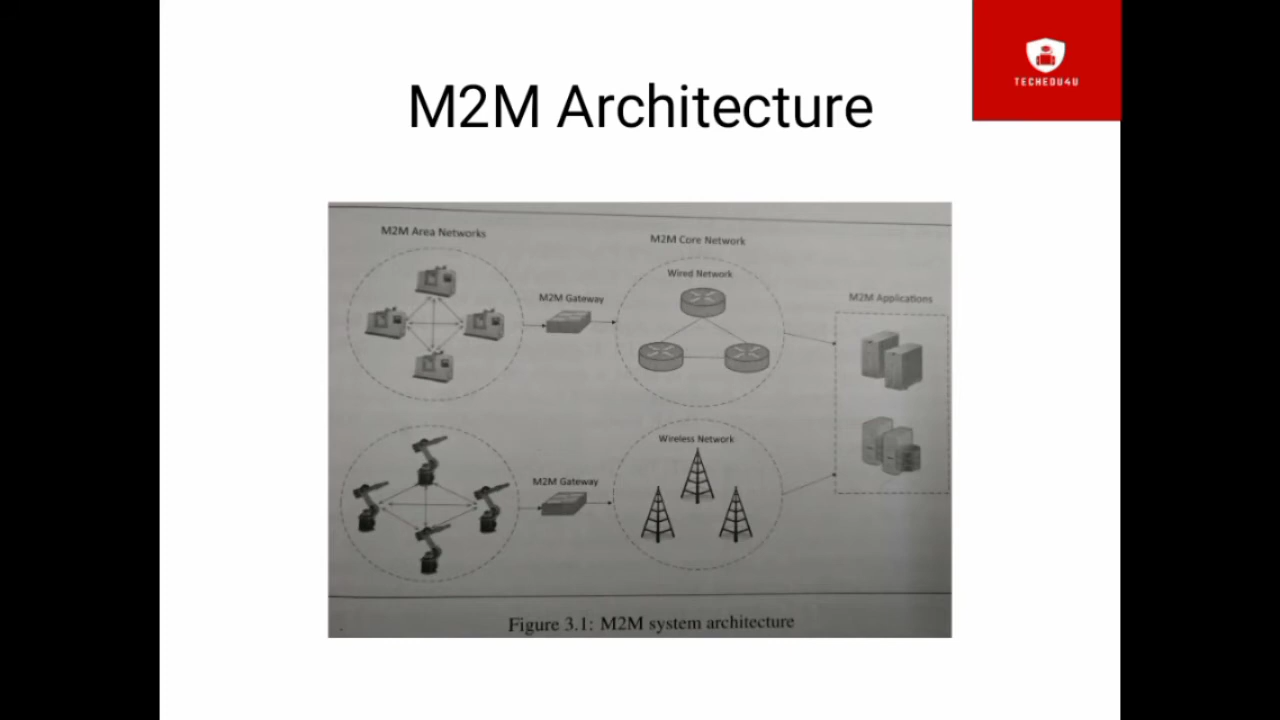 TECHEDU4U
M2M Architecture
M2M Area Networks
M2M Core Network
Wired Network
M2M Gateway
M2M Applications
Wireless Network
M2M Gateway
Figure 3.1: M2M system architecture